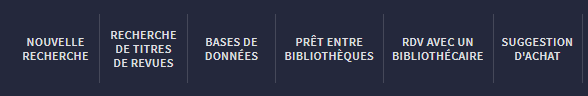 NOUVELLE
RECHERCHE
RECHERCHE
DE TITRES
DE REVUES
BASES DE
DONNÉES
PRÊT ENTRE
BIBLIOTHÈQUES
RDV AVEC UN
BIBLIOTHÉCAIRE
SUGGESTION
D'ACHAT